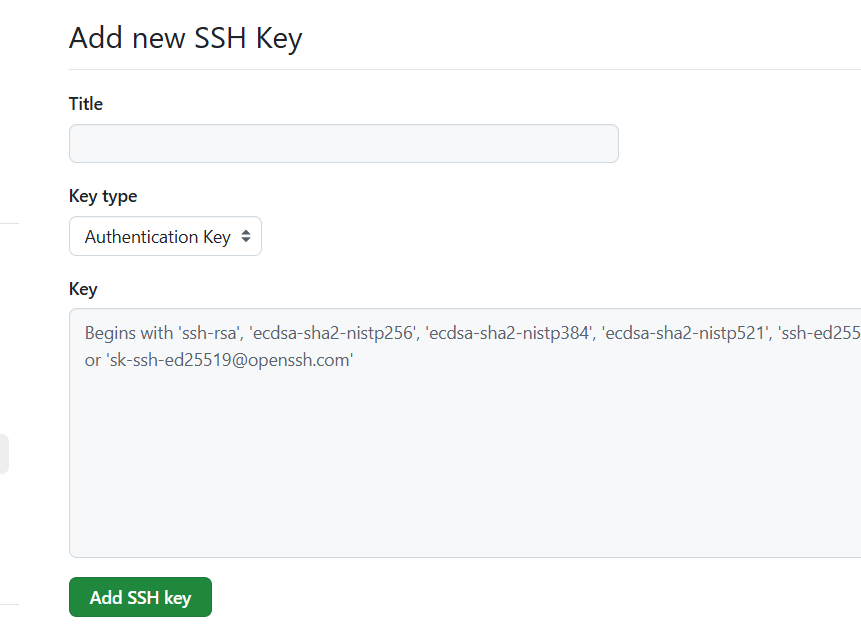 Add new SSH Key
Title
Key type
Authentication Key
Key
Begins with 'ssh-rsa', 'ecdsa-sha2-nistp256', 'ecdsa-sha2-nistp384', 'ecdsa-sha2-nistp521', 'ssh-ed255
or 'sk-ssh-ed25519@openssh.com'
Add SSH key